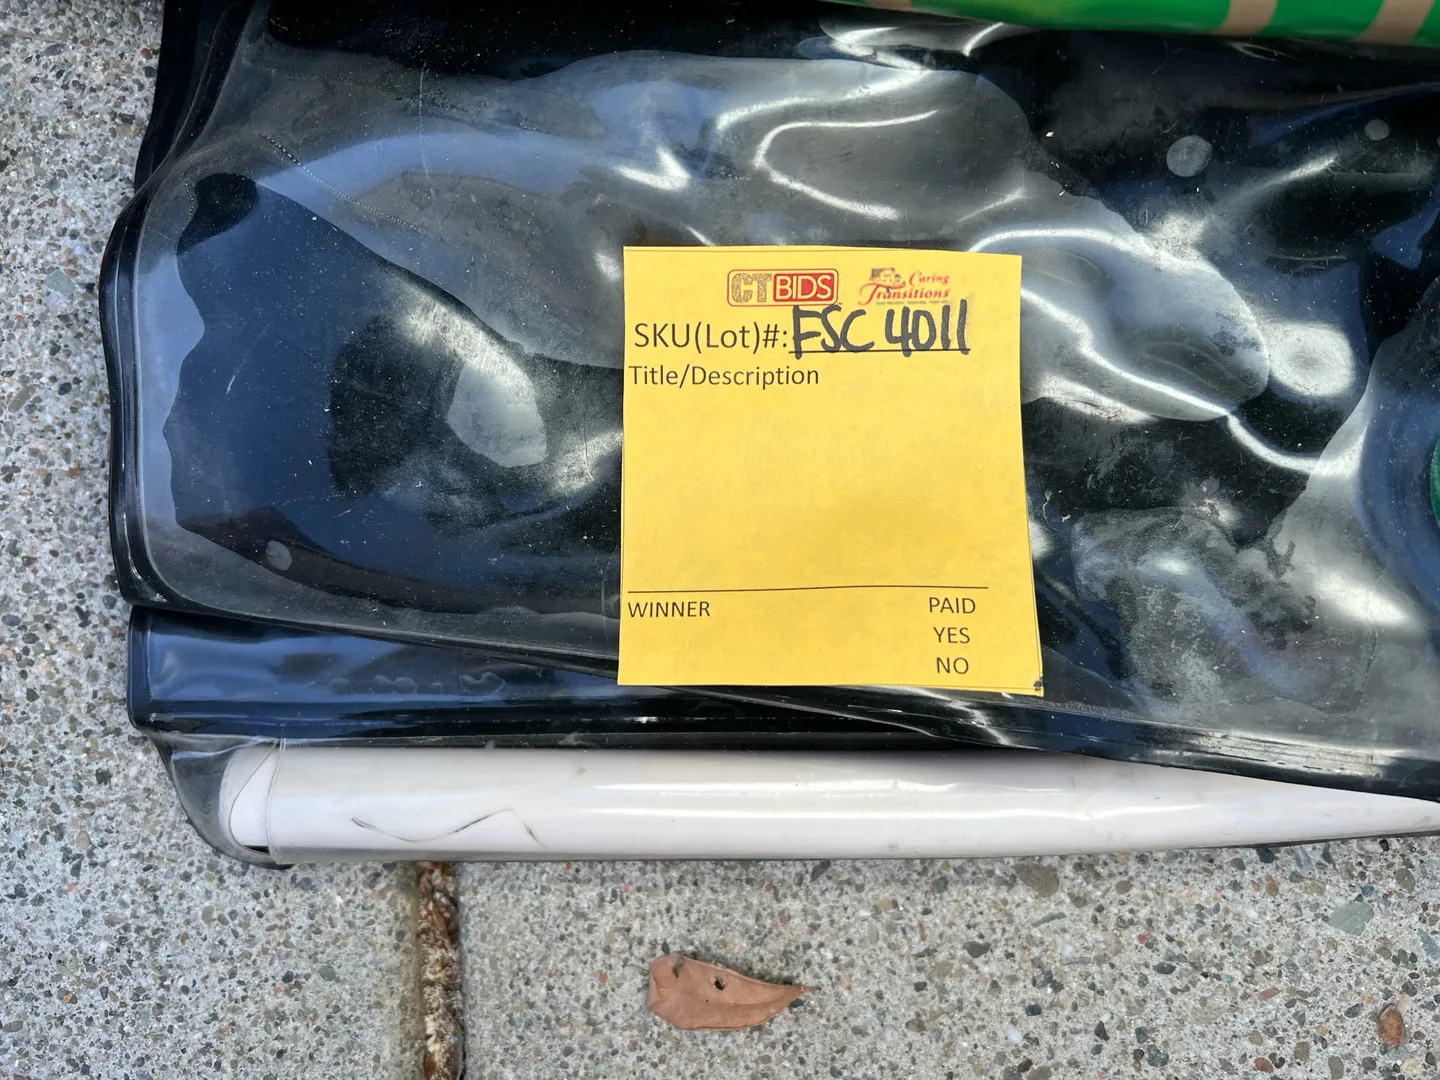 CTBIDS Caring Transitions
SKU(Lot)#: FSC 4011
Title/Description
WINNER PAID
YES
NO